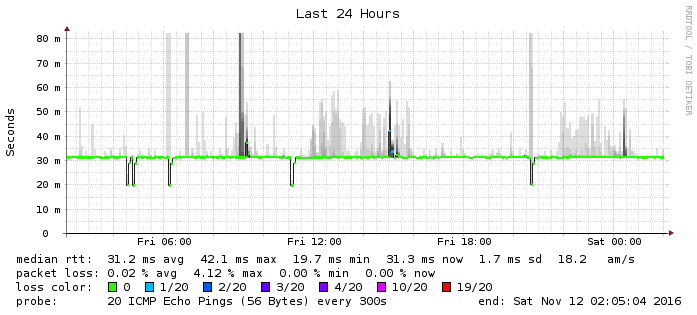 Last 24 Hours
RRDTOOL / TOBI OETIKER
Seconds
80 m
70 m
60 m
50 m
40 m
30 m
20 m
10 m
0
Fri 06:00 Fri 12:00 Fri 18:00 Sat 00:00
median rtt: 31.2 ms avg 42.1 ms max 19.7 ms min 31.3 ms now 1.7 ms sd 18.2 am/s
packet loss: 0.02 % avg 4.12 % max 0.00 % min 0.00 % now
loss color: 0 1/20 2/20 3/20 4/20 10/20 19/20
probe: 20 ICMP Echo Pings (56 Bytes) every 300s end: Sat Nov 12 02:05:04 2016